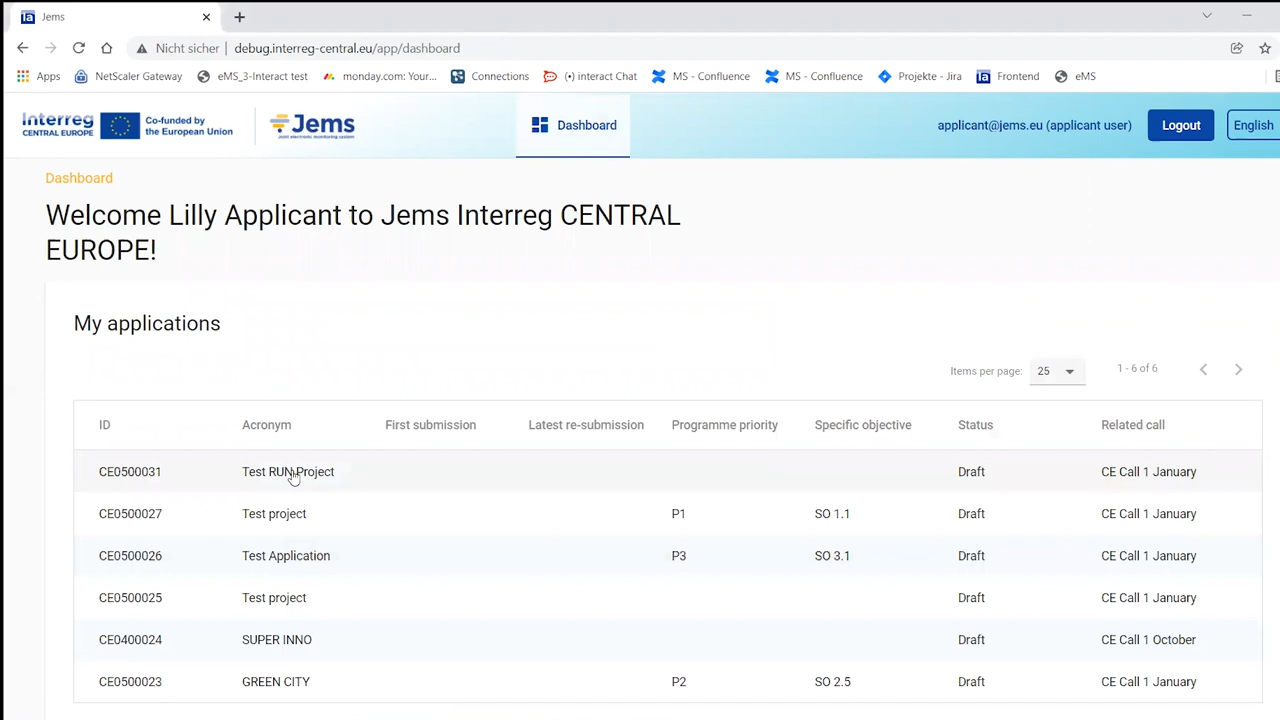 Jems
Nicht sicher | debug.interreg-central.eu/app/dashboard
Apps NetScaler Gateway eMS_3-Interact test monday.com: Your... Connections (•) interact Chat MS - Confluence MS - Confluence Projekte - Jira Frontend eMS
Interreg
CENTRAL EUROPE
Co-funded by
the European Union
Jems
Joint electronic monitoring system
Dashboard
applicant@jems.eu (applicant user)
Logout
English
Dashboard
Welcome Lilly Applicant to Jems Interreg CENTRAL
EUROPE!
My applications
Items per page: 25 1 - 6 of 6
ID Acronym First submission Latest re-submission Programme priority Specific objective Status Related call
CE0500031 Test RUN Project Draft CE Call 1 January
CE0500027 Test project P1 SO 1.1 Draft CE Call 1 January
CE0500026 Test Application P3 SO 3.1 Draft CE Call 1 January
CE0500025 Test project Draft CE Call 1 January
CE0400024 SUPER INNO Draft CE Call 1 October
CE0500023 GREEN CITY P2 SO 2.5 Draft CE Call 1 January